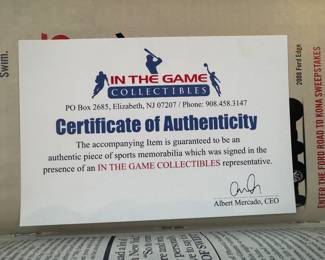 IN THE GAME
COLLECTIBLES
PO Box 2685, Elizabeth, NJ 07207 / Phone: 908.458.3147
Certificate of Authenticity
The accompanying Item is guaranteed to be an
authentic piece of sports memorabilia which was signed in the
presence of an IN THE GAME COLLECTABLES representative.
Albert Mercado, CEO
Swim.
2008 Ford Edge
ENTER THE FORD ROAD TO KONA SWEEPSTAKES